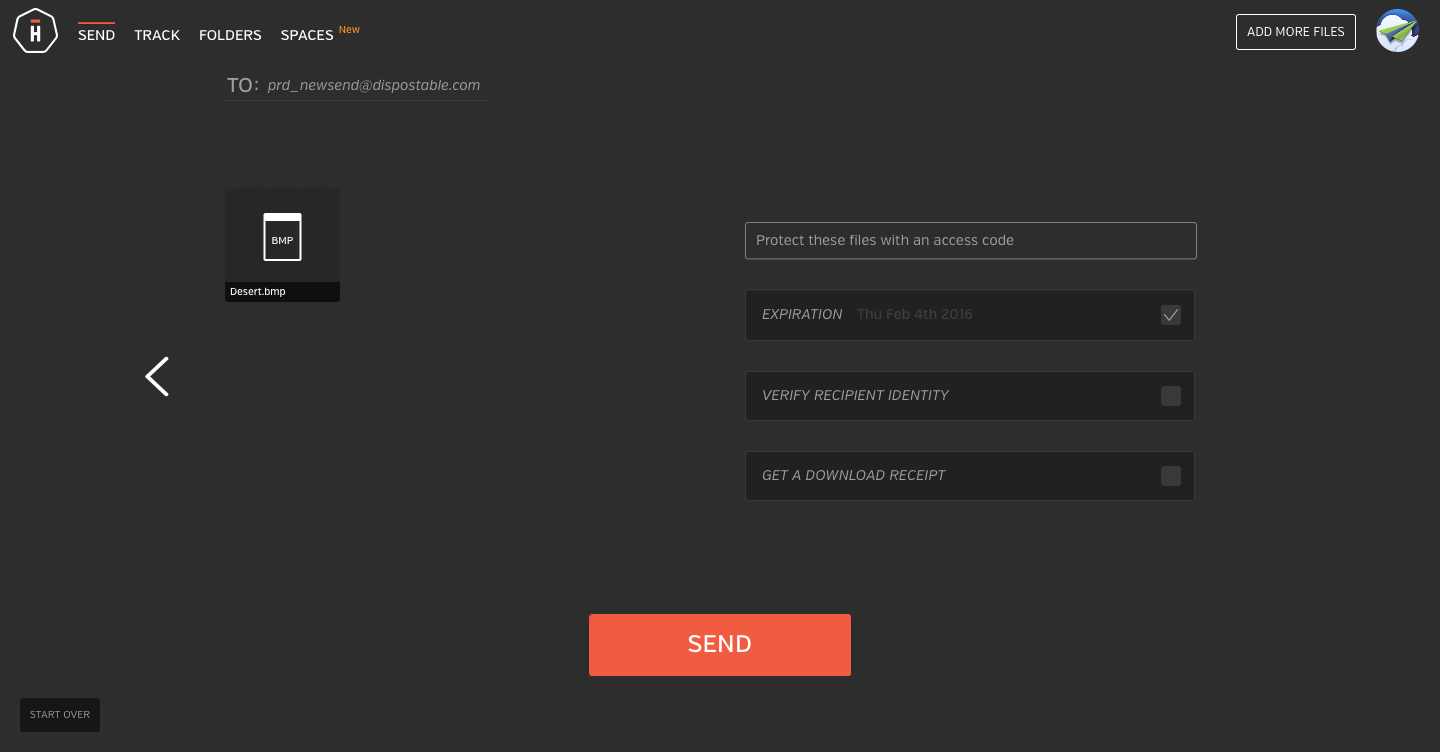 H
SEND TRACK FOLDERS SPACES New
ADD MORE FILES
TO: prd_newsend@dispostable.com
BMP
Desert.bmp
Protect these files with an access code
EXPIRATION Thu Feb 4th 2016
VERIFY RECIPIENT IDENTITY
GET A DOWNLOAD RECEIPT
SEND
START OVER